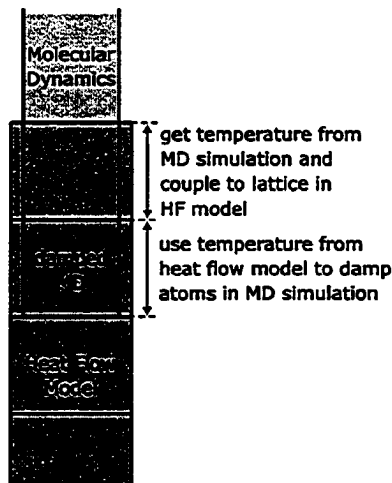 Molecular
Dynamics
get temperature from
MD simulation and
couple to lattice in
HF model
damped
use temperature from
heat flow model to damp
atoms in MD simulation
Heat Flow
Model